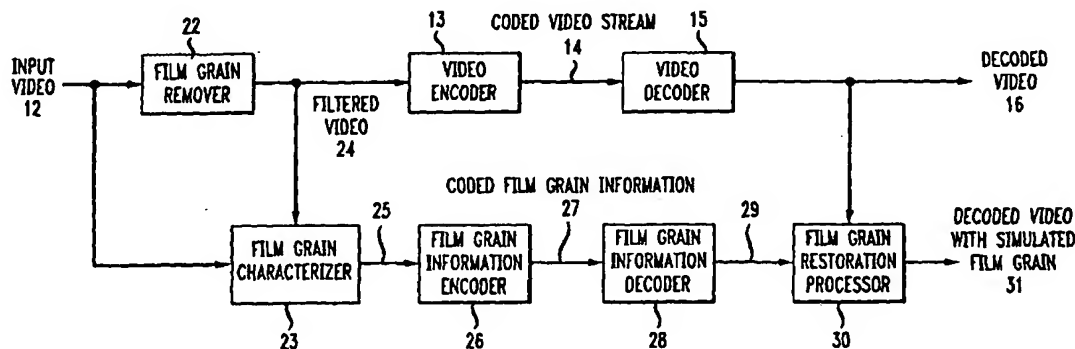 22
13
CODED VIDEO STREAM
15
INPUT
VIDEO
12
FILM GRAIN
REMOVER
VIDEO
ENCODER
14
VIDEO
DECODER
DECODED
VIDEO
16
FILTERED
VIDEO
24
CODED FILM GRAIN INFORMATION
25
27
29
FILM GRAIN
CHARACTERIZER
FILM GRAIN
INFORMATION
ENCODER
FILM GRAIN
INFORMATION
DECODER
FILM GRAIN
RESTORATION
PROCESSOR
DECODED VIDEO
WITH SIMULATED
FILM GRAIN
31
23
26
28
30